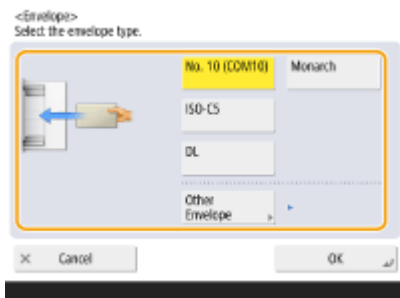 <Envelope>
Select the envelope type.
No. 10 (COM10)
Monarch
ISO-C5
DL
Other
Envelope
Cancel
OK